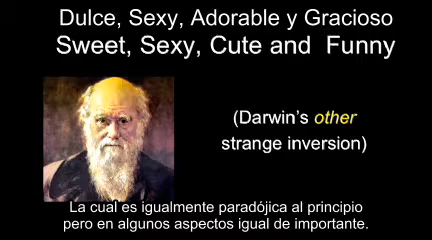 Dulce, Sexy, Adorable y Gracioso
Sweet, Sexy, Cute and Funny
(Darwin's other
strange inversion)
La cual es igualmente paradójica al principio
pero en algunos aspectos igual de importante.